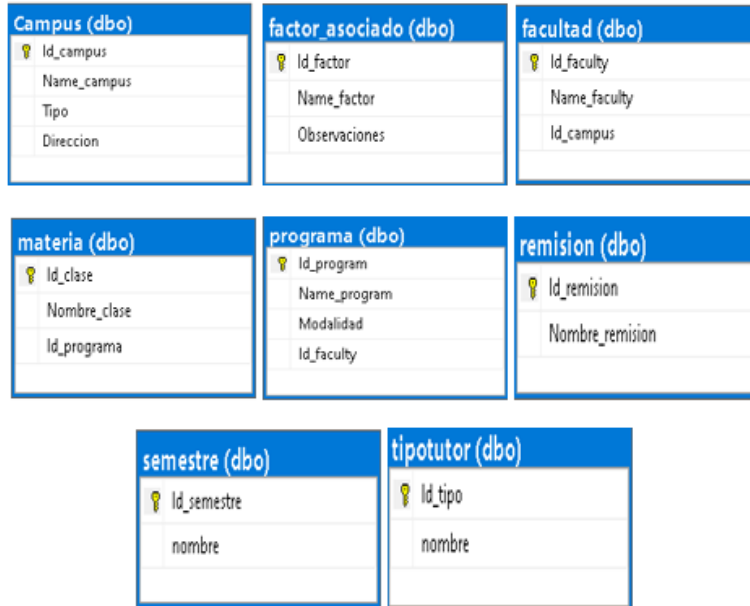 Campus (dbo)
Id_campus
Name_campus
Tipo
Direccion
factor_asociado (dbo)
Id_factor
Name_factor
Observaciones
facultad (dbo)
Id_faculty
Name_faculty
Id_campus
materia (dbo)
Id_clase
Nombre_clase
Id_programa
programa (dbo)
Id_program
Name_program
Modalidad
Id_faculty
remision (dbo)
Id_remision
Nombre_remision
semestre (dbo)
Id_semestre
nombre
tipotutor (dbo)
Id_tipo
nombre